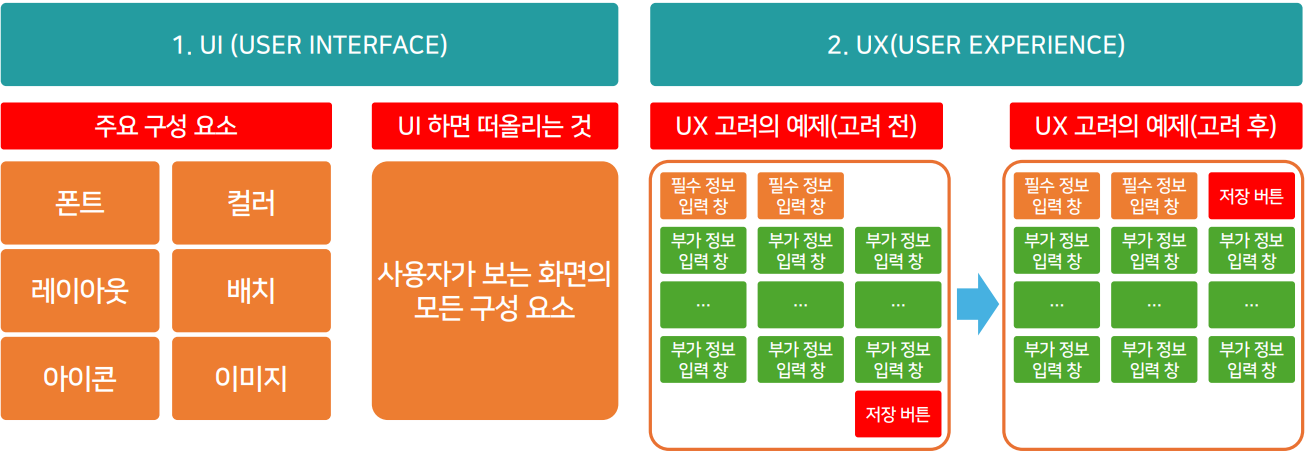 1. UI (USER INTERFACE)
주요 구성 요소
폰트
컬러
레이아웃
배치
아이콘
이미지
UI 하면 떠올리는 것
사용자가 보는 화면의
모든 구성 요소
2. UX(USER EXPERIENCE)
UX 고려의 예제(고려 전)
필수 정보
입력 창
필수 정보
입력 창
부가 정보
입력 창
부가 정보
입력 창
부가 정보
입력 창
...
...
...
부가 정보
입력 창
부가 정보
입력 창
부가 정보
입력 창
저장 버튼
UX 고려의 예제(고려 후)
필수 정보
입력 창
필수 정보
입력 창
저장 버튼
부가 정보
입력 창
부가 정보
입력 창
부가 정보
입력 창
...
...
...
부가 정보
입력 창
부가 정보
입력 창
부가 정보
입력 창